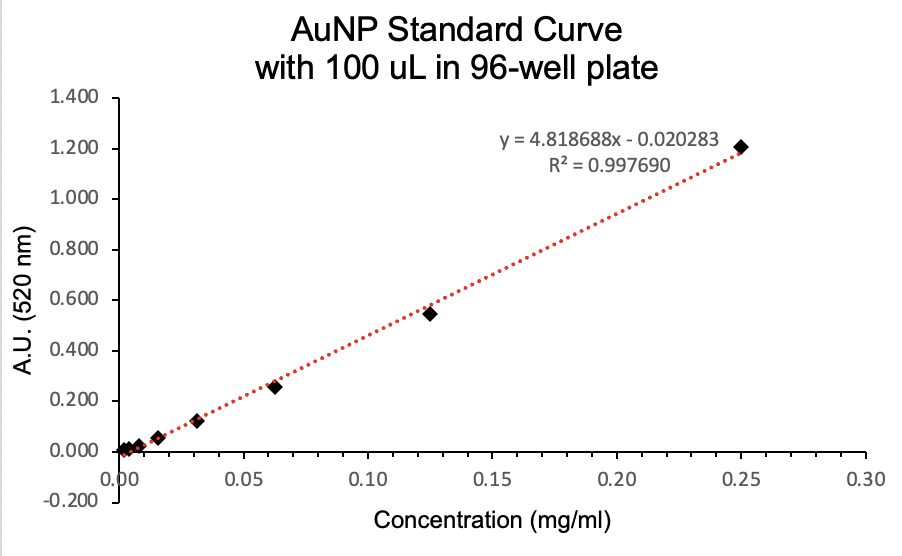 AuNP Standard Curve
with 100 uL in 96-well plate
1.400
1.200
1.000
0.800
0.600
0.400
0.200
0.000
-0.200
A.U. (520 nm)
y = 4.818688x - 0.020283
R² = 0.997690
0.00 0.05 0.10 0.15 0.20 0.25 0.30
Concentration (mg/ml)